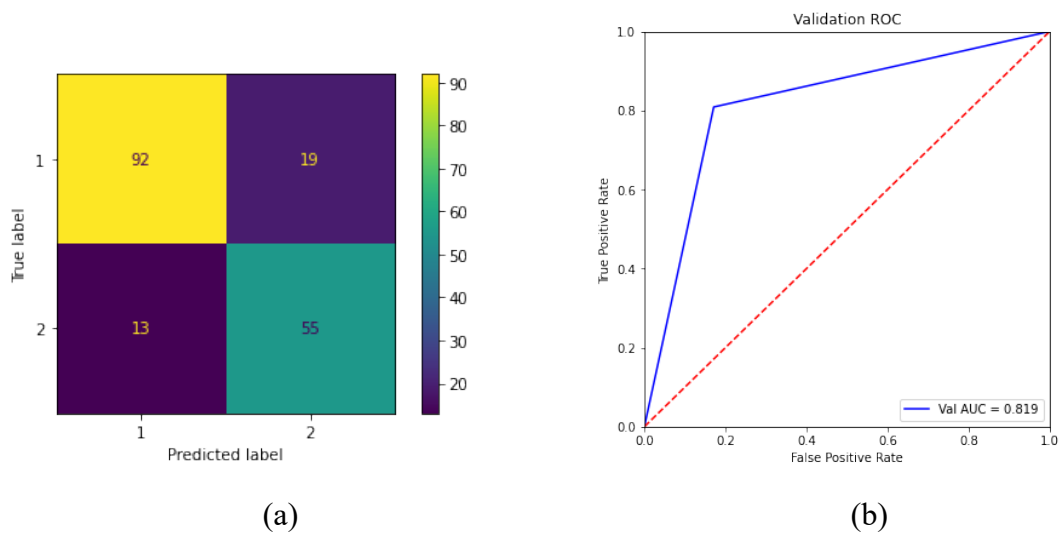 92 19
13 55
1
2
True label
1 2
Predicted label
90
80
70
60
50
40
30
20
(a)
Validation ROC
1.0
0.8
0.6
0.4
0.2
0.0
True Positive Rate
0.0 0.2 0.4 0.6 0.8 1.0
False Positive Rate
Val AUC = 0.819
(b)